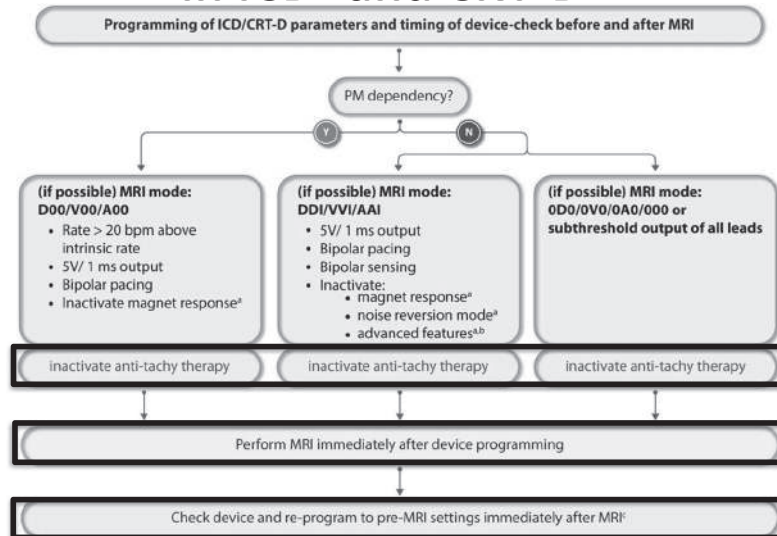 Programming of ICD/CRT-D parameters and timing of device-check before and after MRI
PM dependency?
Y
N
(if possible) MRI mode:
D00/V00/A00
• Rate > 20 bpm above
intrinsic rate
• 5V/ 1 ms output
• Bipolar pacing
• Inactivate magnet responseᵃ
(if possible) MRI mode:
DDI/VVI/AAI
• 5V/ 1 ms output
• Bipolar pacing
• Bipolar sensing
• Inactivate:
• magnet responseᵃ
• noise reversion modeᵃ
• advanced featuresᵃ,ᵇ
(if possible) MRI mode:
0D0/0V0/0A0/000 or
subthreshold output of all leads
inactivate anti-tachy therapy
inactivate anti-tachy therapy
inactivate anti-tachy therapy
Perform MRI immediately after device programming
Check device and re-program to pre-MRI settings immediately after MRIᶜ